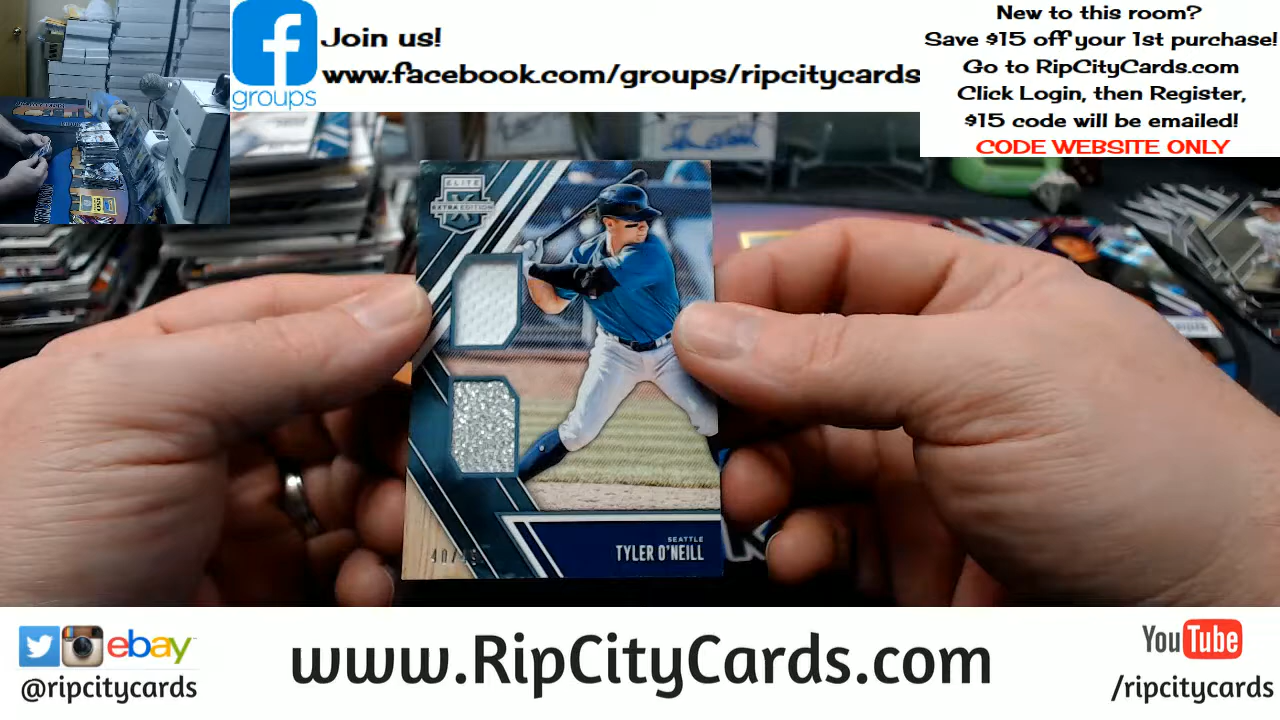 Join us!
www.facebook.com/groups/ripcitycards
groups
New to this room?
Save $15 off your 1st purchase!
Go to RipCityCards.com
Click Login, then Register,
$15 code will be emailed!
CODE WEBSITE ONLY
ELITE
EXTRA EDITION
SEATTLE
TYLER O'NEILL
ebay
@ripcitycards
www.RipCityCards.com
YouTube
/ripcitycards